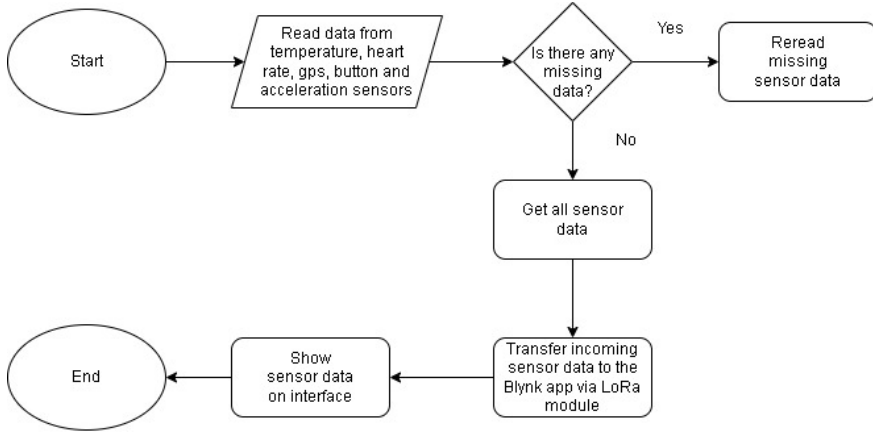 Start
Read data from
temperature, heart
rate, gps, button and
acceleration sensors
Is there any
missing
data?
Yes
Reread
missing
sensor data
No
Get all sensor
data
Transfer incoming
sensor data to the
Blynk app via LoRa
module
Show
sensor data
on interface
End